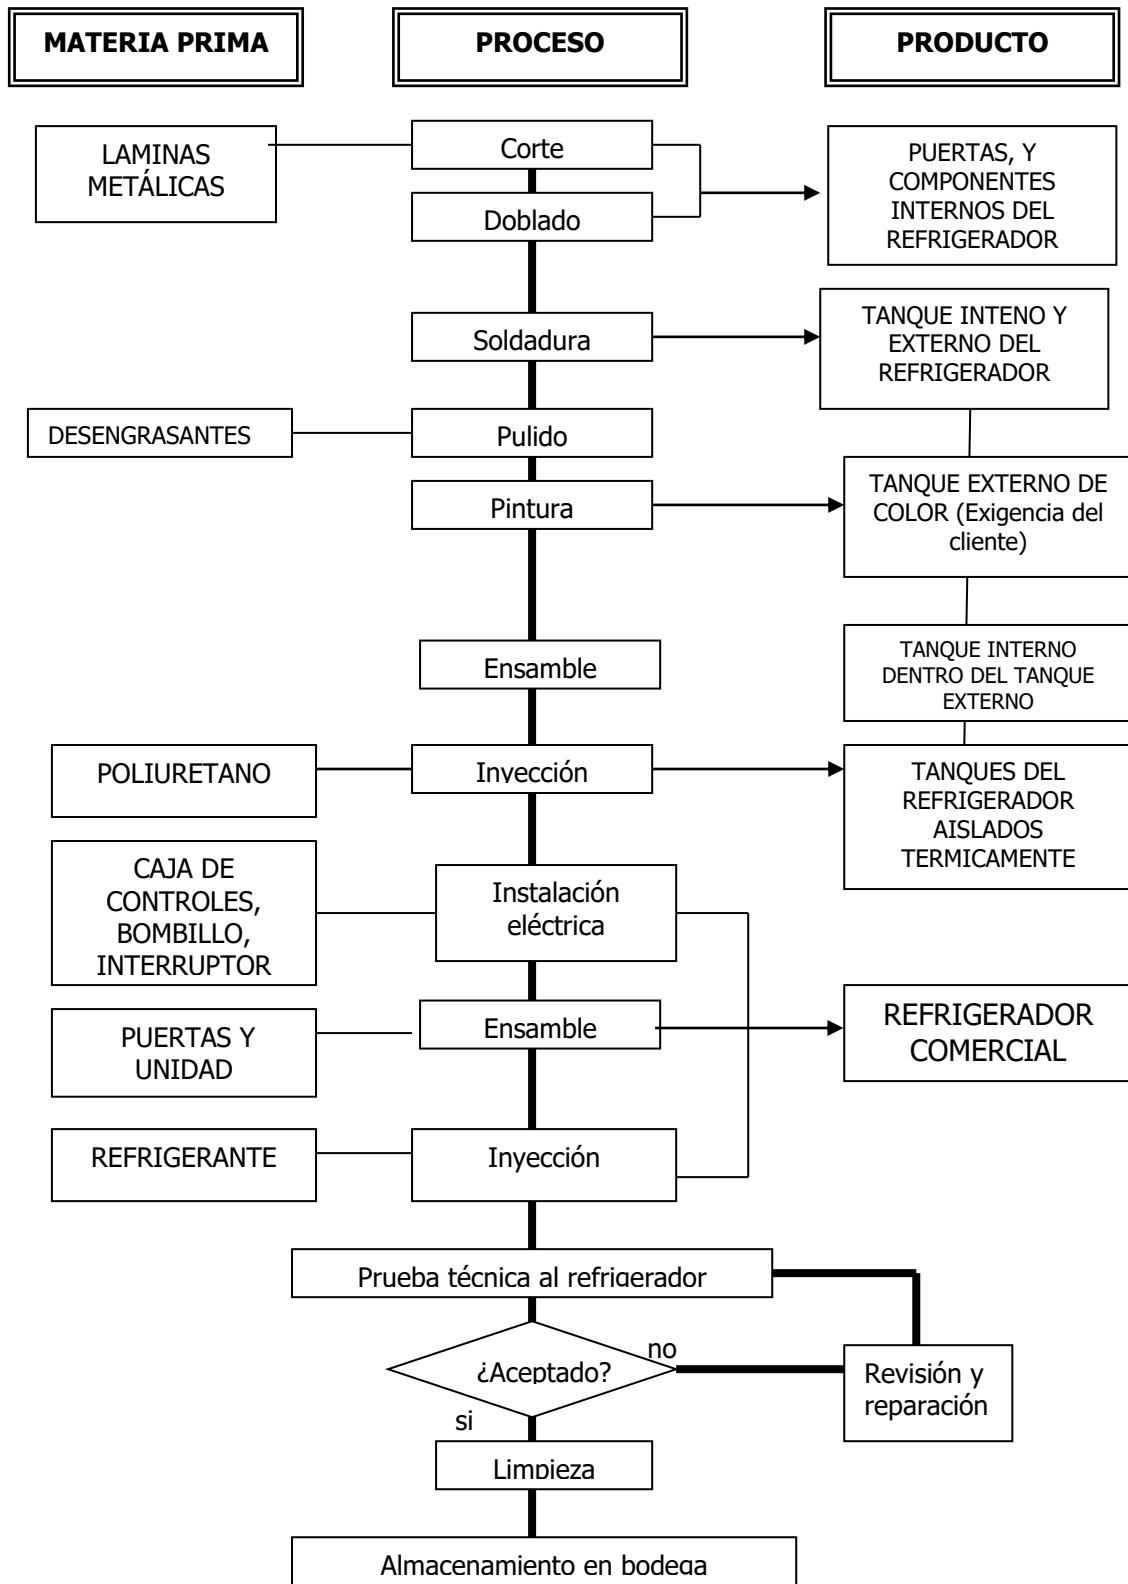 MATERIA PRIMA
PROCESO
PRODUCTO
LAMINAS
METÁLICAS
Corte
PUERTAS, Y
COMPONENTES
INTERNOS DEL
REFRIGERADOR
Doblado
Soldadura
TANQUE INTENO Y
EXTERNO DEL
REFRIGERADOR
DESENGRASANTES
Pulido
Pintura
TANQUE EXTERNO DE
COLOR (Exigencia del
cliente)
Ensamble
TANQUE INTERNO
DENTRO DEL TANQUE
EXTERNO
POLIURETANO
Inyección
TANQUES DEL
REFRIGERADOR
AISLADOS
TERMICAMENTE
CAJA DE
CONTROLES,
BOMBILLO,
INTERRUPTOR
Instalación
eléctrica
PUERTAS Y
UNIDAD
Ensamble
REFRIGERADOR
COMERCIAL
REFRIGERANTE
Inyección
Prueba técnica al refrigerador
¿Aceptado?
no
Revisión y
reparación
si
Limpieza
Almacenamiento en bodega